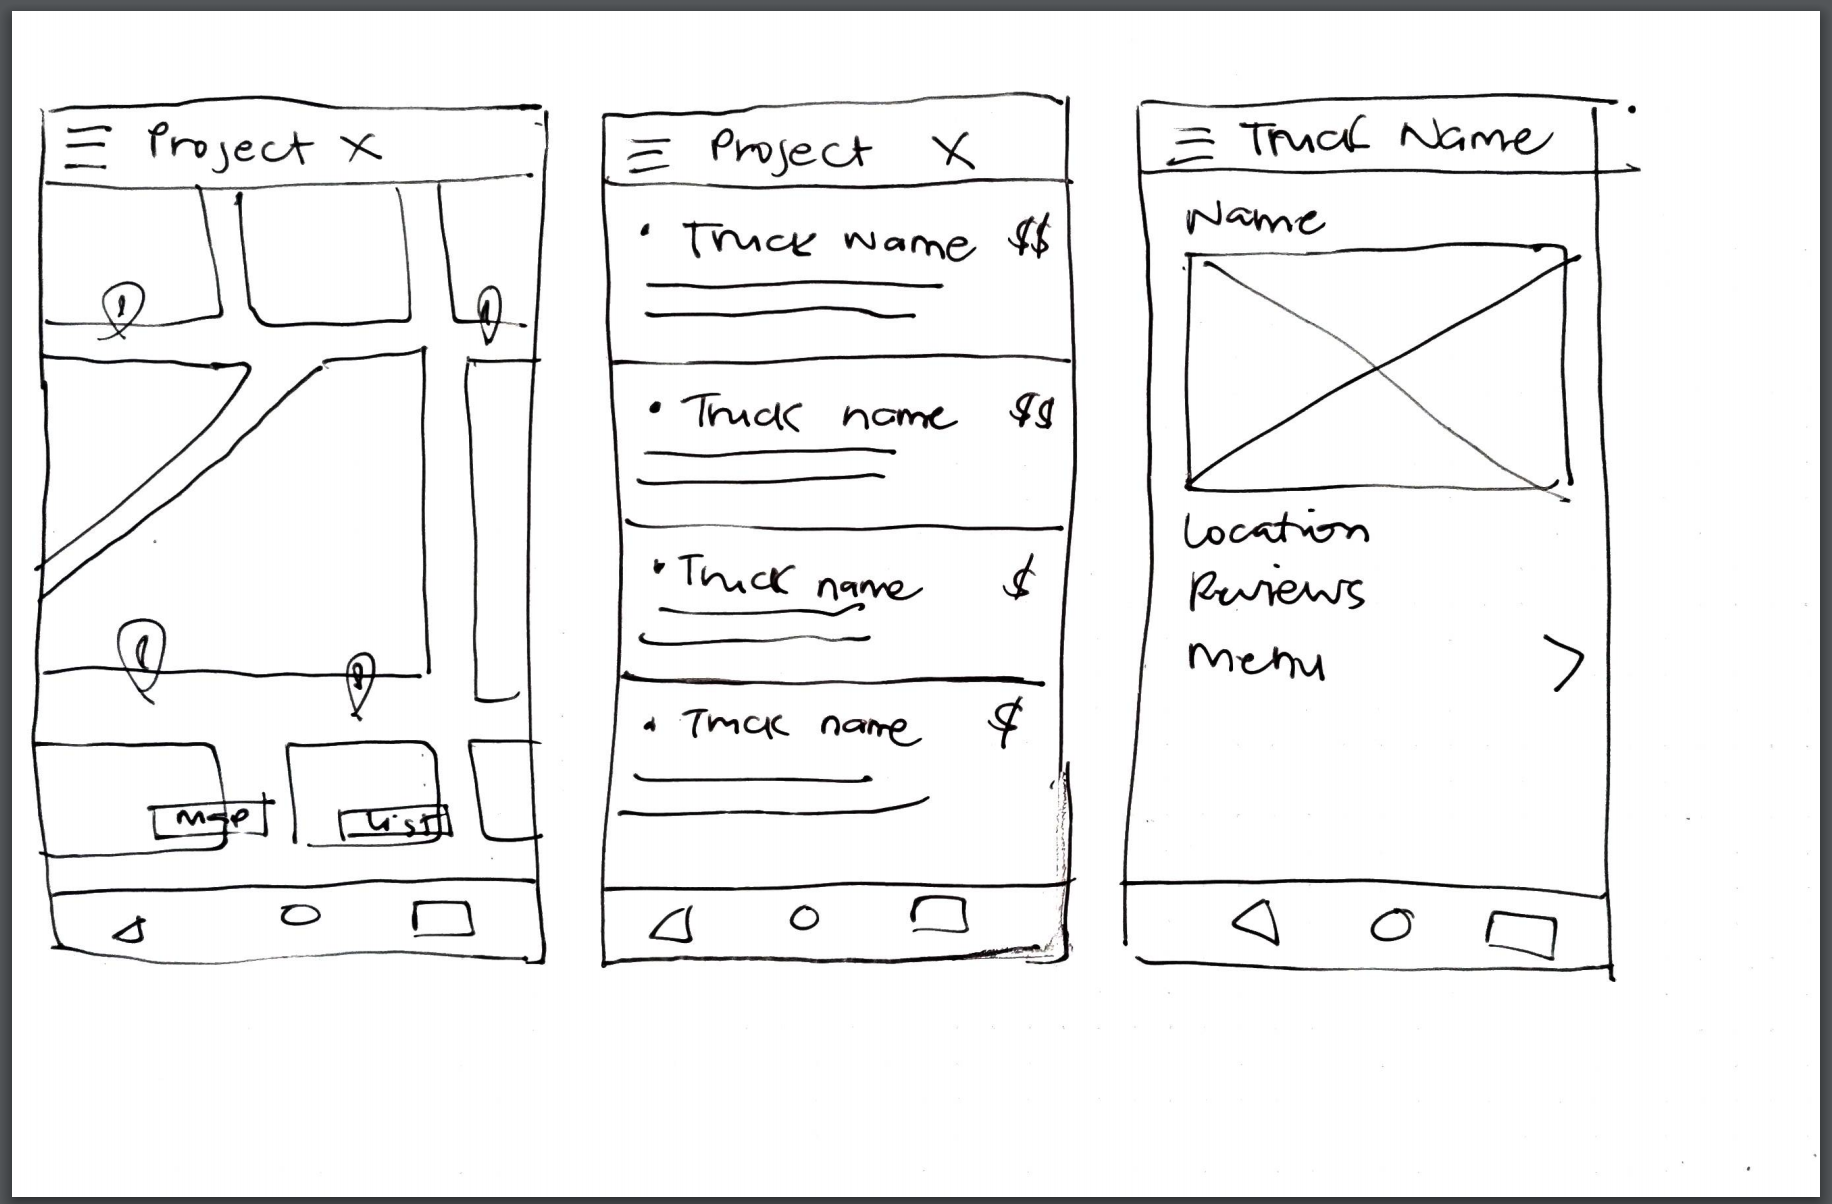 Project X
Map
List
Project X
Truck Name $$
Truck name $$
Truck name $
Truck name $
Truck Name
Name
Location
Reviews
Menu >